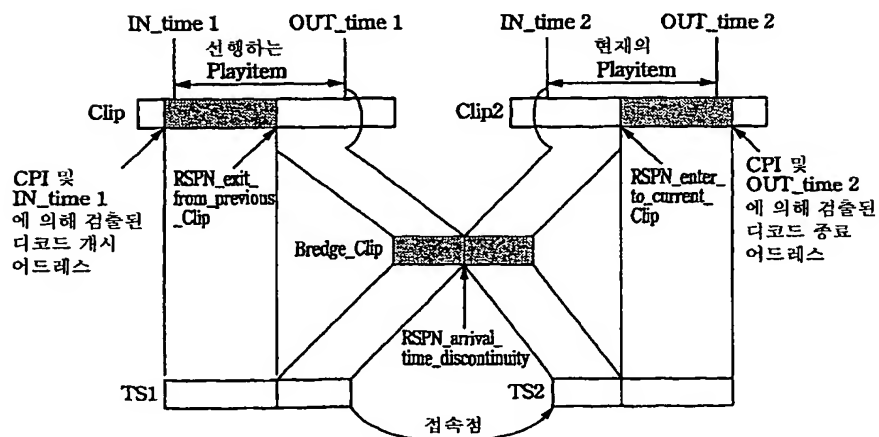 IN_time 1
OUT_time 1
IN_time 2
OUT_time 2
선행하는
Playitem
현재의
Playitem
Clip
Clip2
CPI 및
IN_time 1
에 의해 검출된
디코드 개시
어드레스
RSPN_exit_
from_previous
_Clip
RSPN_enter_
to_current_
Clip
CPI 및
OUT_time 2
에 의해 검출된
디코드 종료
어드레스
Bredge_Clip
RSPN_arrival_
time_discontinuity
TS1
TS2
접속점